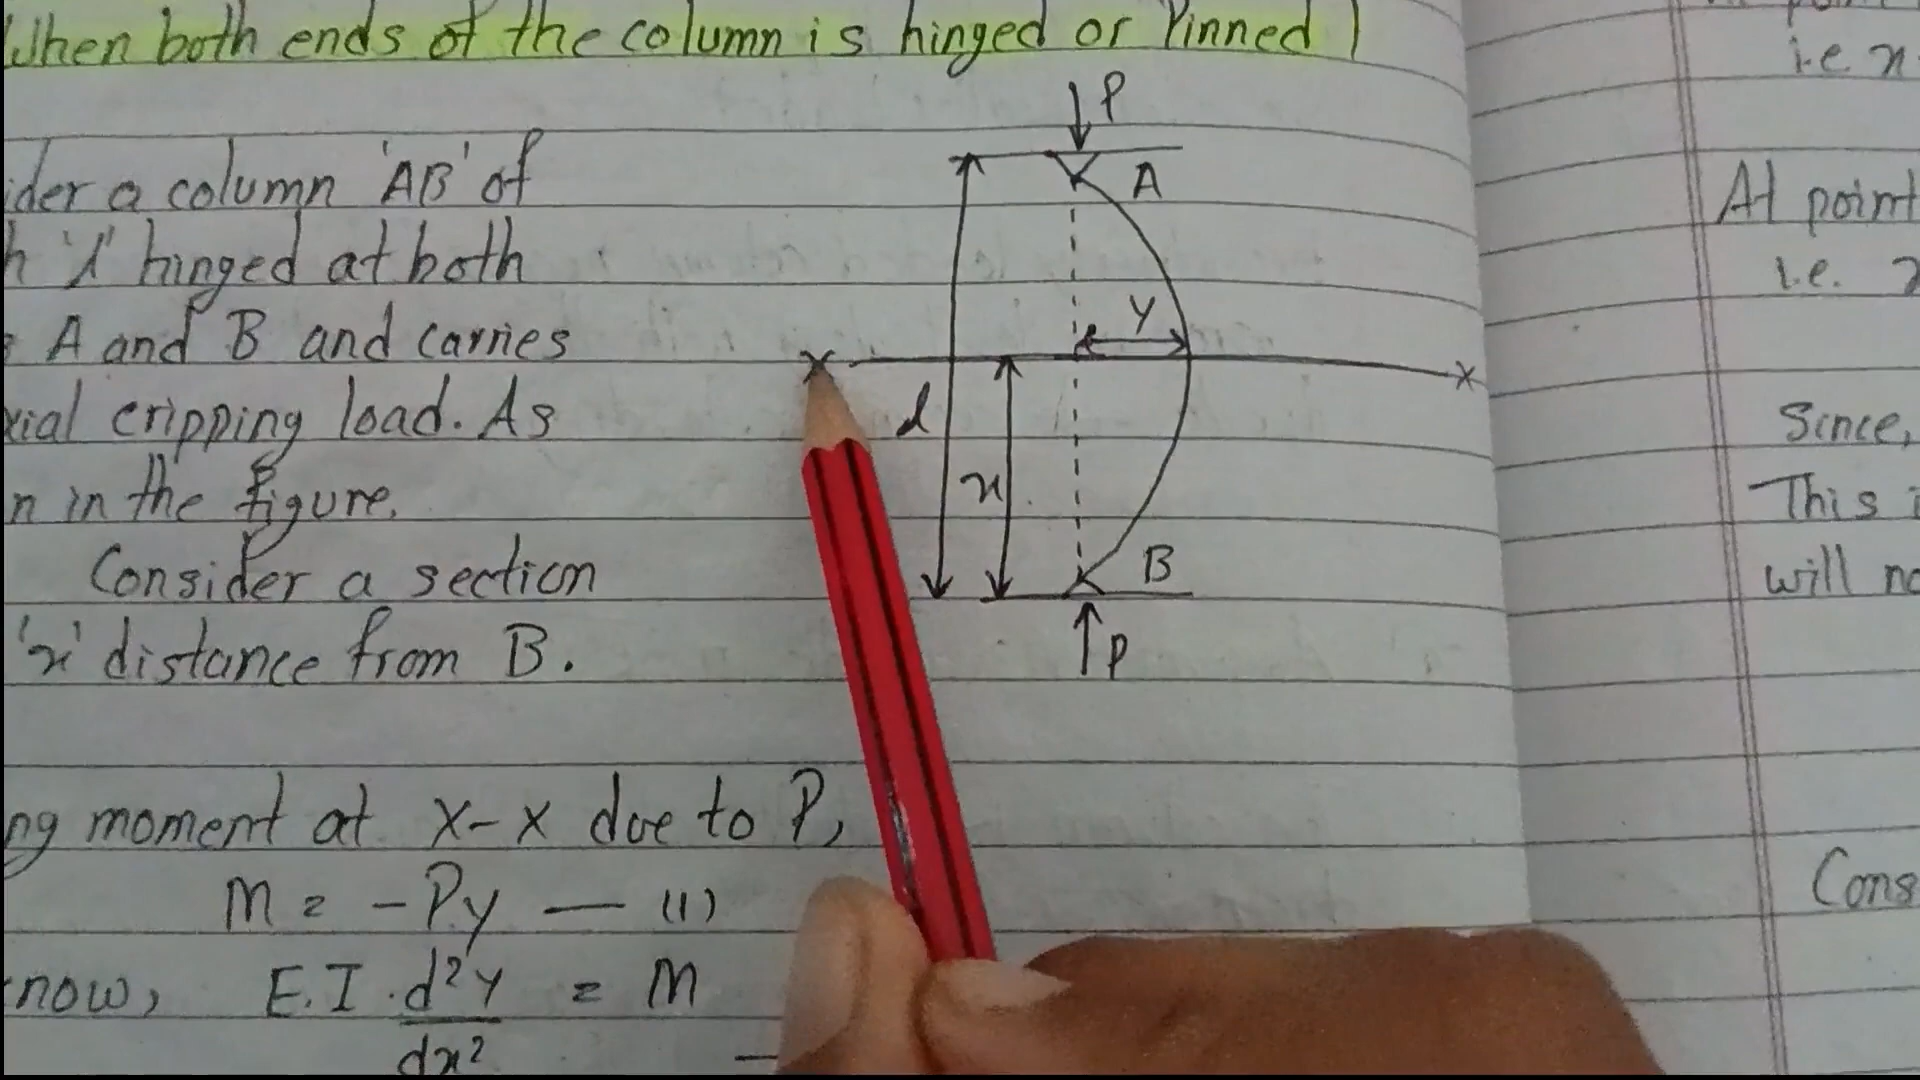 When both ends of the column is hinged or Pinned
P
ider a column 'AB' of
A
h 'l' hinged at both
Y
A and B and carries
x
x
xial cripping load. As
l
n in the figure.
x
Consider a section
B
'x' distance from B.
P
ng moment at X-X due to P,
M = -Py — (1)
now, E.I. d²y = M
dx²
i.e. x
At point
i.e.
Since,
This i
will no
Cons